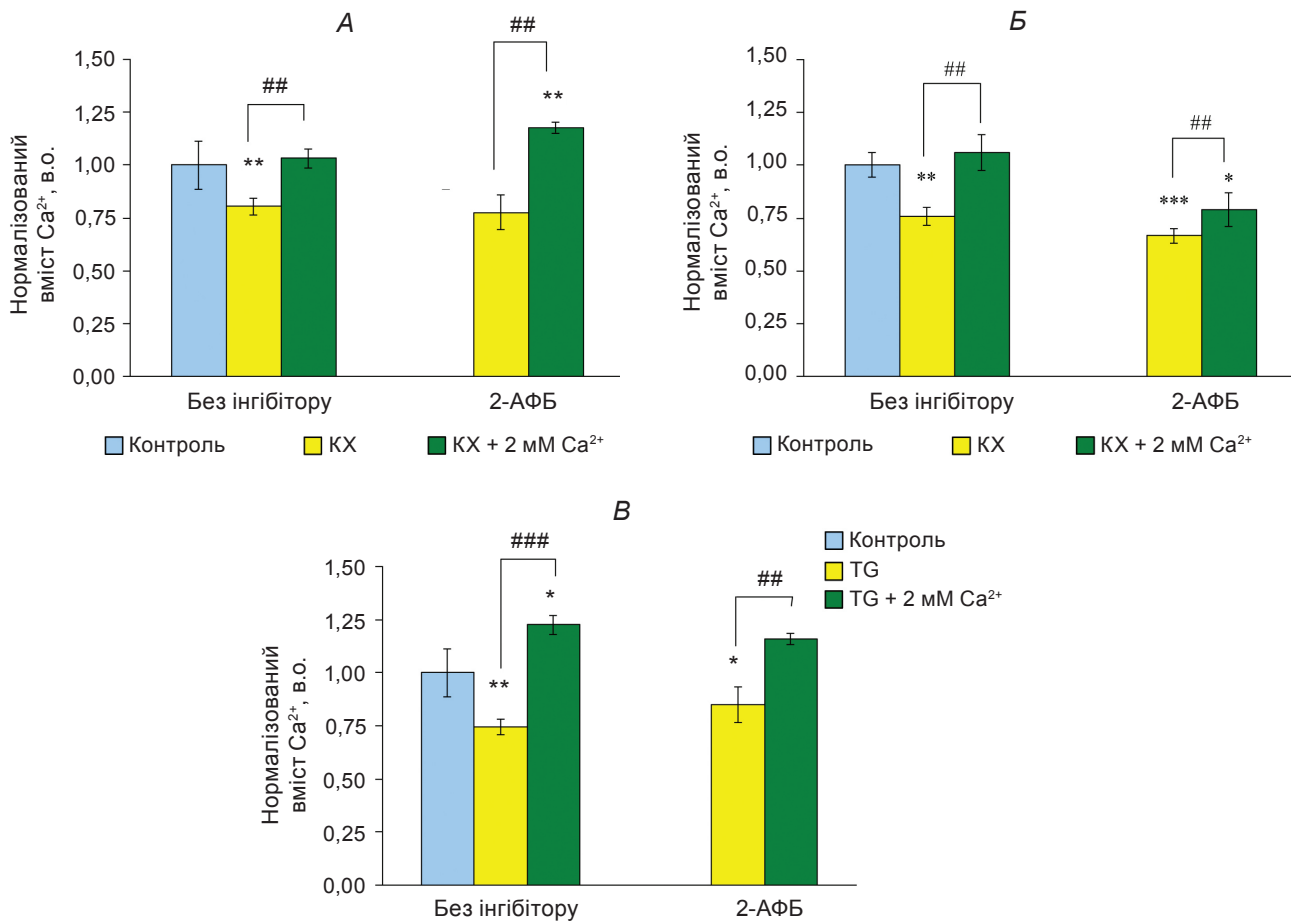 А
Нормалізований
вміст Ca²⁺, в.о.
1,50
1,25
1,00
0,75
0,50
0,25
0,00
**
##
##
**
Без інгібітору
2-АФБ
Контроль
КХ
КХ + 2 мМ Ca²⁺
Б
Нормалізований
вміст Ca²⁺, в.о.
1,50
1,25
1,00
0,75
0,50
0,25
0,00
**
##
##
***
*
Без інгібітору
2-АФБ
Контроль
КХ
КХ + 2 мМ Ca²⁺
В
Контроль
TG
TG + 2 мМ Ca²⁺
Нормалізований
вміст Ca²⁺, в.о.
1,50
1,25
1,00
0,75
0,50
0,25
0,00
###
**
*
##
*
Без інгібітору
2-АФБ